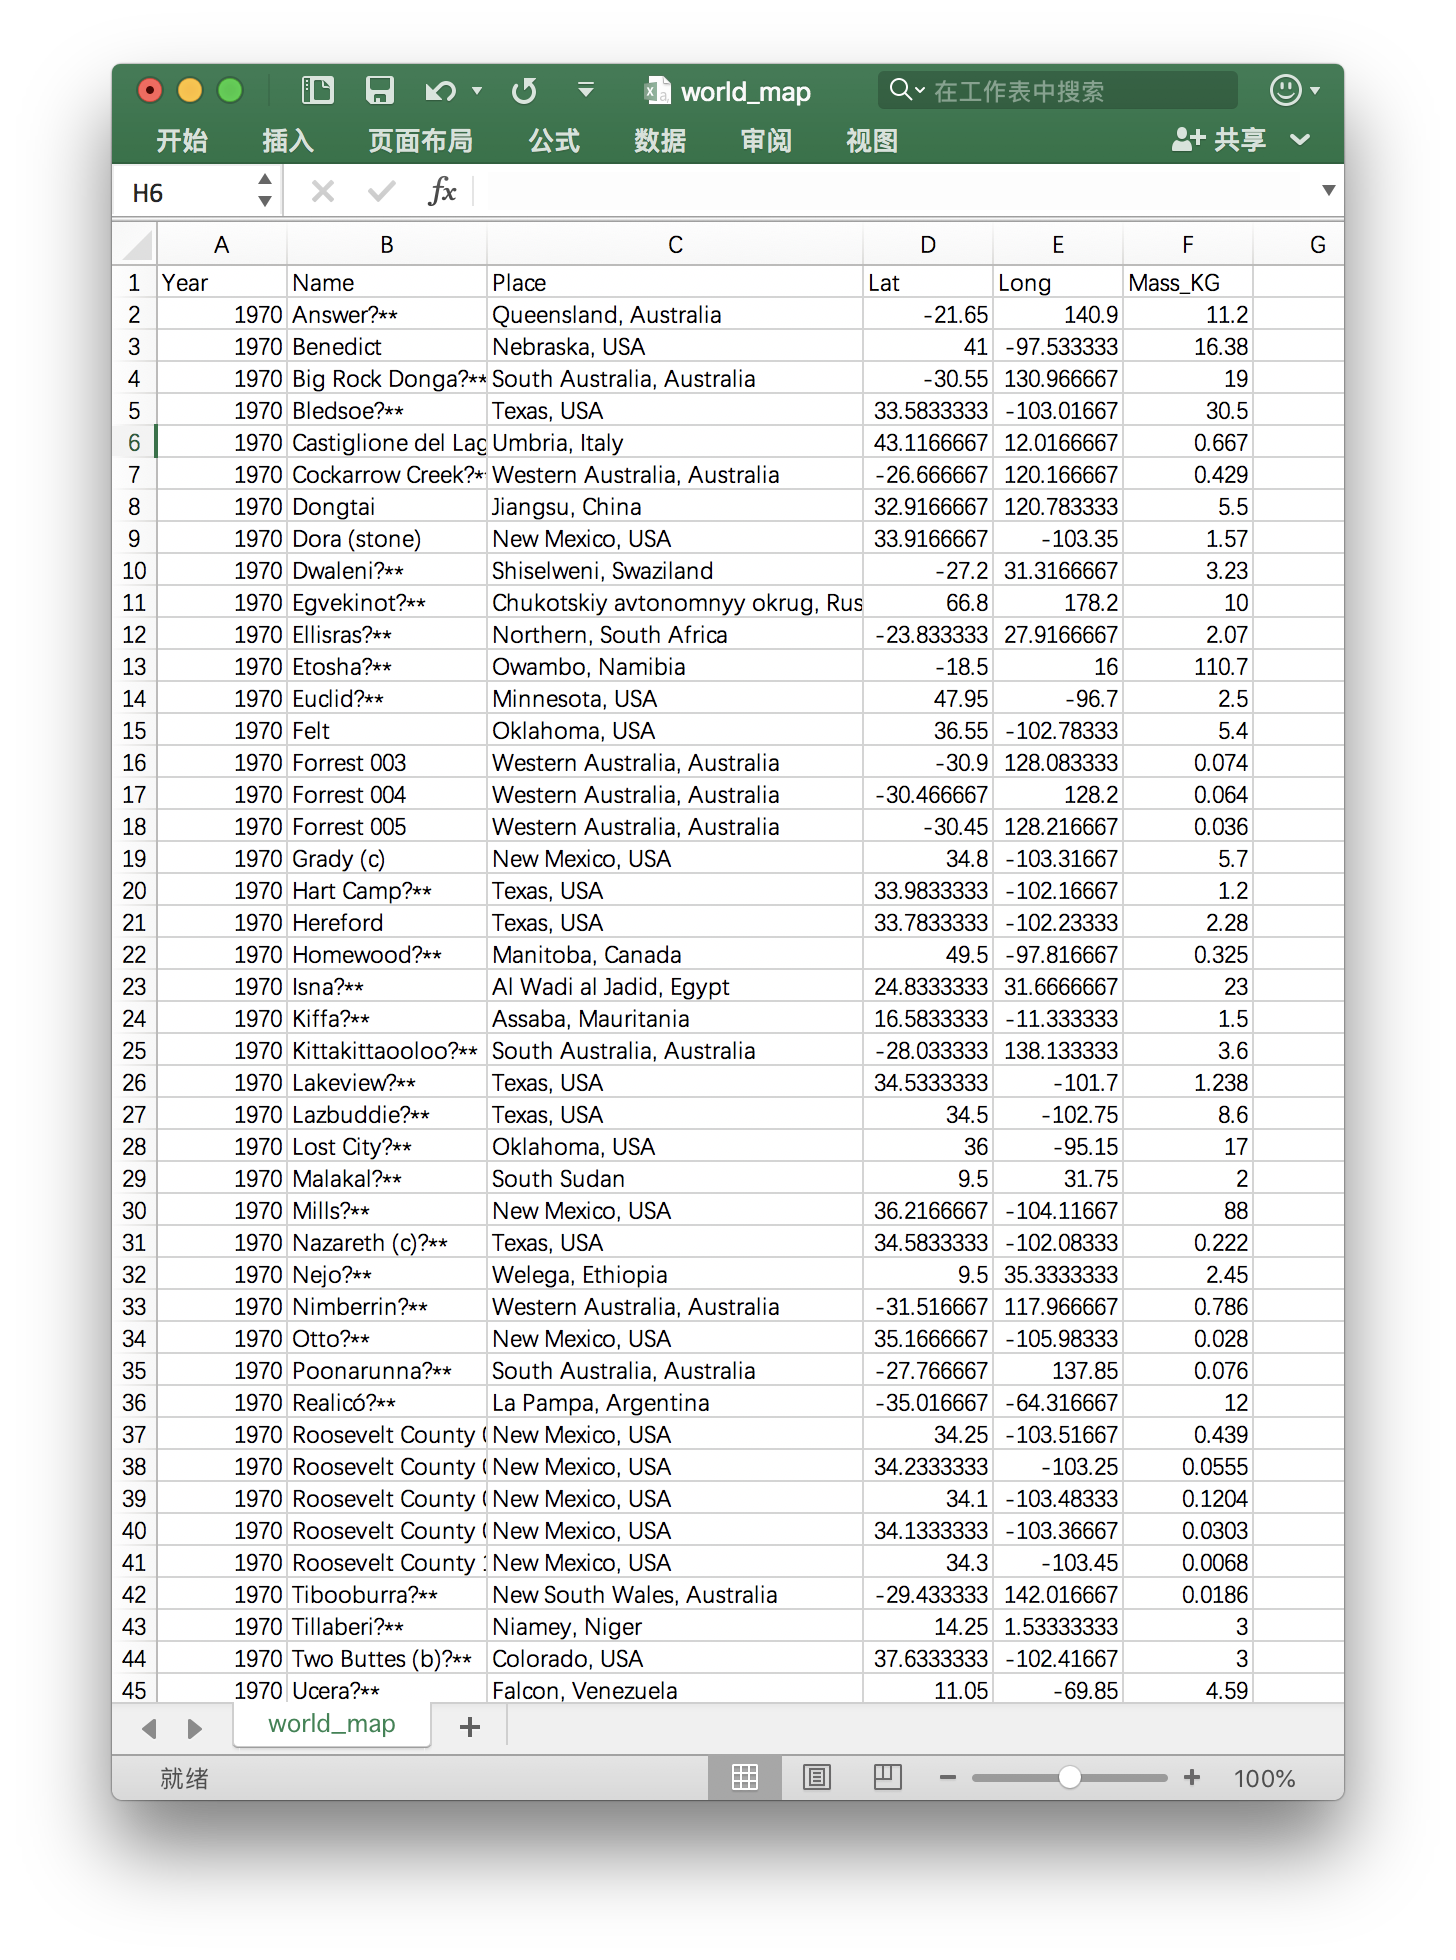 world_map 在工作表中搜索
开始 插入 页面布局 公式 数据 审阅 视图 共享
H6 fx
A B C D E F G
1 Year Name Place Lat Long Mass_KG
2 1970 Answer?** Queensland, Australia -21.65 140.9 11.2
3 1970 Benedict Nebraska, USA 41 -97.533333 16.38
4 1970 Big Rock Donga?** South Australia, Australia -30.55 130.966667 19
5 1970 Bledsoe?** Texas, USA 33.5833333 -103.01667 30.5
6 1970 Castiglione del Lag Umbria, Italy 43.1166667 12.0166667 0.667
7 1970 Cockarrow Creek?* Western Australia, Australia -26.666667 120.166667 0.429
8 1970 Dongtai Jiangsu, China 32.9166667 120.783333 5.5
9 1970 Dora (stone) New Mexico, USA 33.9166667 -103.35 1.57
10 1970 Dwaleni?** Shiselweni, Swaziland -27.2 31.3166667 3.23
11 1970 Egvekinot?** Chukotskiy avtonomnyy okrug, Rus 66.8 178.2 10
12 1970 Ellisras?** Northern, South Africa -23.833333 27.9166667 2.07
13 1970 Etosha?** Owambo, Namibia -18.5 16 110.7
14 1970 Euclid?** Minnesota, USA 47.95 -96.7 2.5
15 1970 Felt Oklahoma, USA 36.55 -102.78333 5.4
16 1970 Forrest 003 Western Australia, Australia -30.9 128.083333 0.074
17 1970 Forrest 004 Western Australia, Australia -30.466667 128.2 0.064
18 1970 Forrest 005 Western Australia, Australia -30.45 128.216667 0.036
19 1970 Grady (c) New Mexico, USA 34.8 -103.31667 5.7
20 1970 Hart Camp?** Texas, USA 33.9833333 -102.16667 1.2
21 1970 Hereford Texas, USA 33.7833333 -102.23333 2.28
22 1970 Homewood?** Manitoba, Canada 49.5 -97.816667 0.325
23 1970 Isna?** Al Wadi al Jadid, Egypt 24.8333333 31.6666667 23
24 1970 Kiffa?** Assaba, Mauritania 16.5833333 -11.333333 1.5
25 1970 Kittakittaooloo?** South Australia, Australia -28.033333 138.133333 3.6
26 1970 Lakeview?** Texas, USA 34.5333333 -101.7 1.238
27 1970 Lazbuddie?** Texas, USA 34.5 -102.75 8.6
28 1970 Lost City?** Oklahoma, USA 36 -95.15 17
29 1970 Malakal?** South Sudan 9.5 31.75 2
30 1970 Mills?** New Mexico, USA 36.2166667 -104.11667 88
31 1970 Nazareth (c)?** Texas, USA 34.5833333 -102.08333 0.222
32 1970 Nejo?** Welega, Ethiopia 9.5 35.3333333 2.45
33 1970 Nimberrin?** Western Australia, Australia -31.516667 117.966667 0.786
34 1970 Otto?** New Mexico, USA 35.1666667 -105.98333 0.028
35 1970 Poonarunna?** South Australia, Australia -27.766667 137.85 0.076
36 1970 Realicó?** La Pampa, Argentina -35.016667 -64.316667 12
37 1970 Roosevelt County New Mexico, USA 34.25 -103.51667 0.439
38 1970 Roosevelt County New Mexico, USA 34.2333333 -103.25 0.0555
39 1970 Roosevelt County New Mexico, USA 34.1 -103.48333 0.1204
40 1970 Roosevelt County New Mexico, USA 34.1333333 -103.36667 0.0303
41 1970 Roosevelt County New Mexico, USA 34.3 -103.45 0.0068
42 1970 Tibooburra?** New South Wales, Australia -29.433333 142.016667 0.0186
43 1970 Tillaberi?** Niamey, Niger 14.25 1.53333333 3
44 1970 Two Buttes (b)?** Colorado, USA 37.6333333 -102.41667 3
45 1970 Ucera?** Falcon, Venezuela 11.05 -69.85 4.59
world_map
就绪 100%